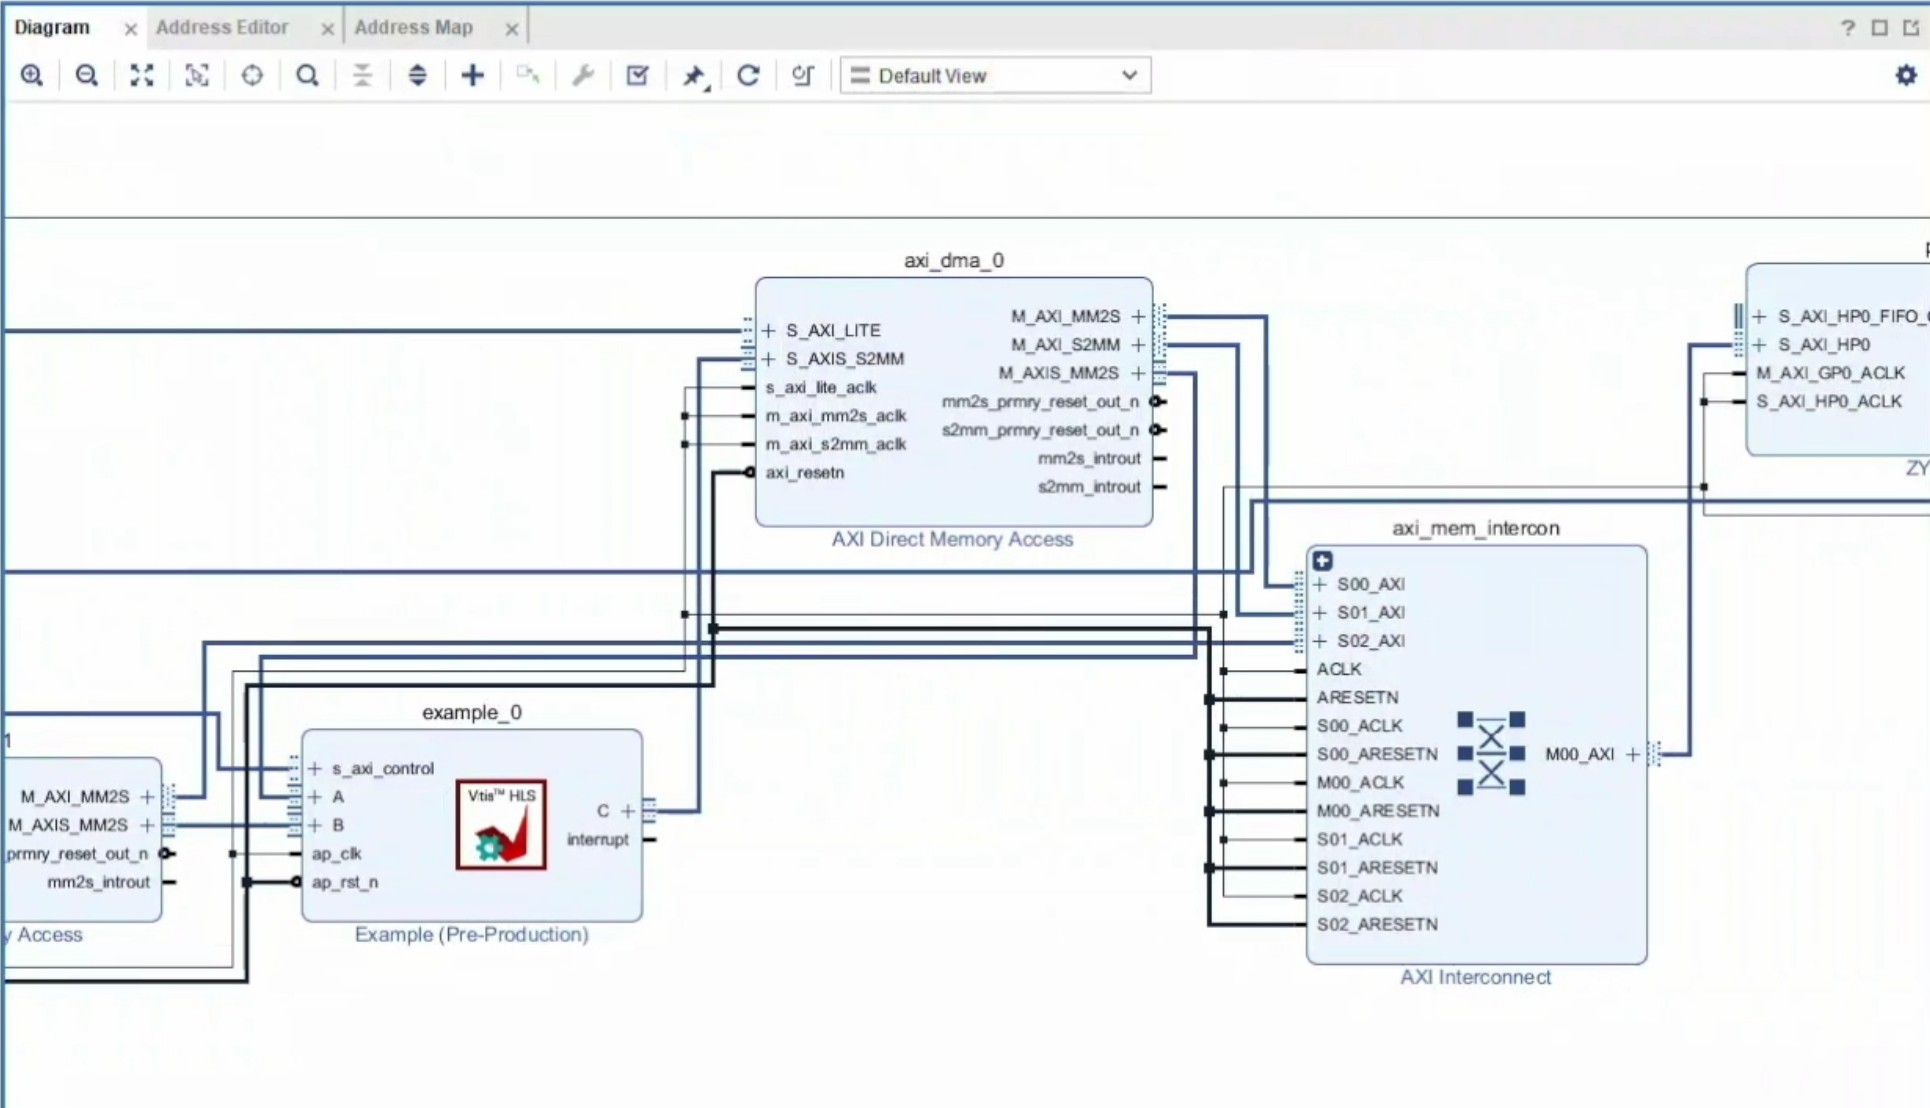 Diagram
Address Editor
Address Map
Default View
axi_dma_0
S_AXI_LITE
S_AXIS_S2MM
s_axi_lite_aclk
m_axi_mm2s_aclk
m_axi_s2mm_aclk
axi_resetn
M_AXI_MM2S
M_AXI_S2MM
M_AXIS_MM2S
mm2s_prmry_reset_out_n
s2mm_prmry_reset_out_n
mm2s_introut
s2mm_introut
AXI Direct Memory Access
S_AXI_HP0_FIFO_
S_AXI_HP0
M_AXI_GP0_ACLK
S_AXI_HP0_ACLK
ZY
axi_mem_intercon
S00_AXI
S01_AXI
S02_AXI
ACLK
ARESETN
S00_ACLK
S00_ARESETN
M00_ACLK
M00_ARESETN
S01_ACLK
S01_ARESETN
S02_ACLK
S02_ARESETN
M00_AXI
AXI Interconnect
1
M_AXI_MM2S
M_AXIS_MM2S
prmry_reset_out_n
mm2s_introut
y Access
example_0
s_axi_control
A
B
ap_clk
ap_rst_n
Vitis™ HLS
C
interrupt
Example (Pre-Production)